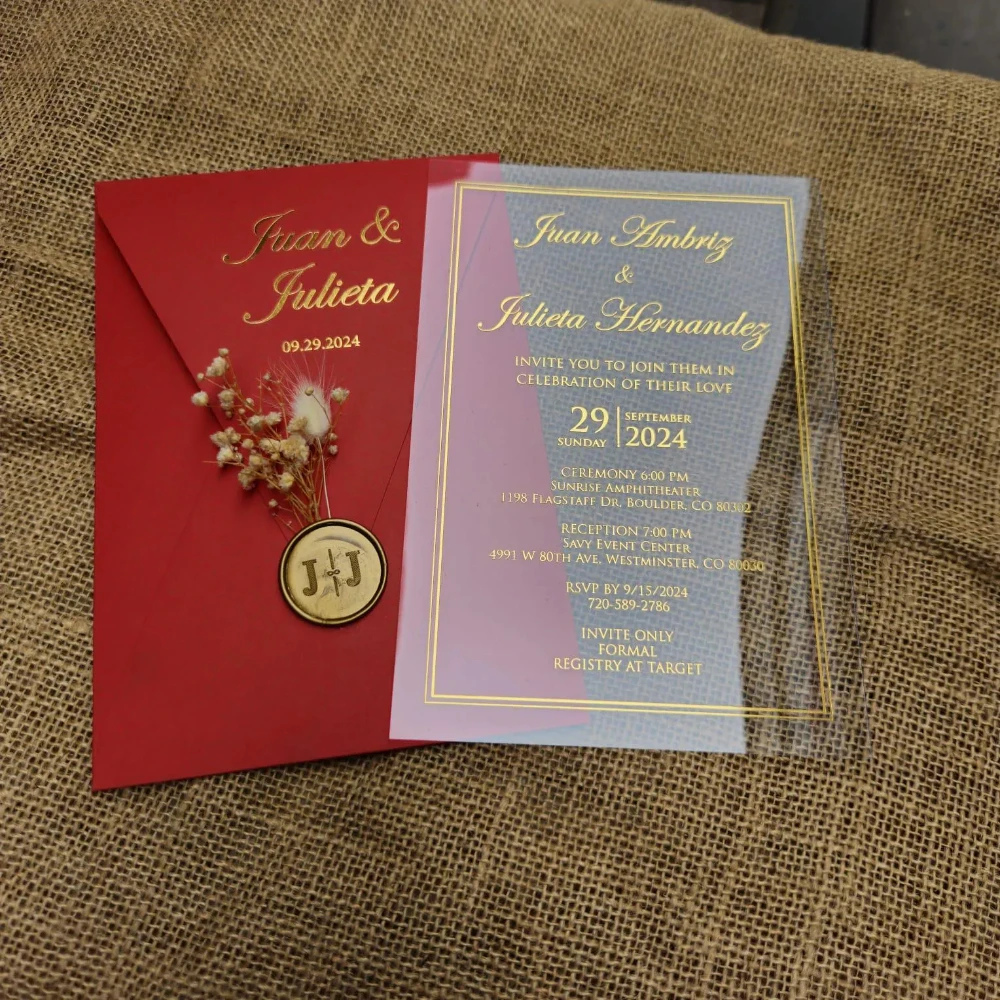 Juan &
Julieta
09.29.2024
J J
Juan Ambriz
&
Julieta Hernandez
INVITE YOU TO JOIN THEM IN
CELEBRATION OF THEIR LOVE
29
SUNDAY
SEPTEMBER
2024
CEREMONY 6:00 PM
SUNRISE AMPHITHEATER
1198 FLAGSTAFF DR, BOULDER, CO 80302
RECEPTION 7:00 PM
SAVY EVENT CENTER
4991 W 80TH AVE, WESTMINSTER, CO 80030
RSVP BY 9/15/2024
720-589-2786
INVITE ONLY
FORMAL
REGISTRY AT TARGET